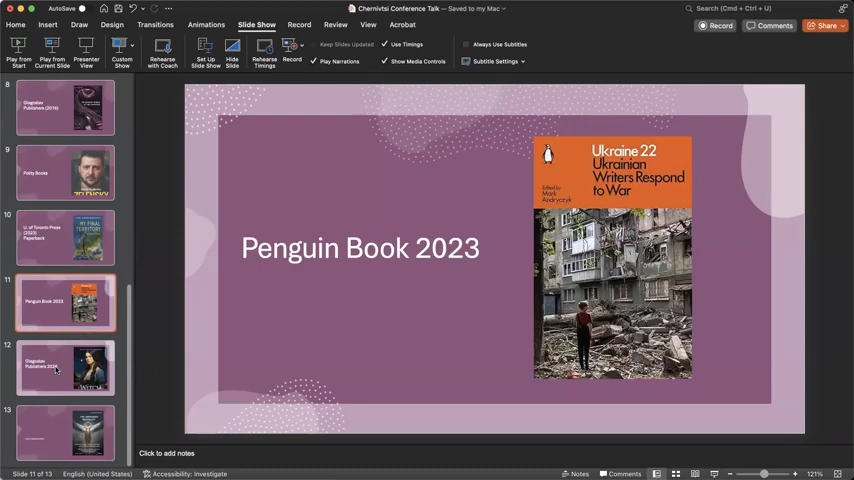 AutoSave
Chernivtsi Conference Talk — Saved to my Mac
Search (Cmd + Ctrl + U)
Home Insert Draw Design Transitions Animations Slide Show Record Review View Acrobat
Record Comments Share
Play from Start
Play from Current Slide
Presenter View
Custom Show
Rehearse with Coach
Set Up Slide Show
Hide Slide
Rehearse Timings
Record
Keep Slides Updated
Use Timings
Play Narrations
Show Media Controls
Always Use Subtitles
Subtitle Settings
8
Glagoslav
Publishers (2016)
9
Polity Books
ZELENSKY
10
U. of Toronto Press
(2023)
Paperback
MY FINAL
TERRITORY
11
Penguin Book 2023
12
Glagoslav
Publishers 2024
WITCH
13
Penguin Book 2023
Ukraine 22
Ukrainian
Writers Respond
to War
Edited by
Mark
Andryczyk
Click to add notes
Slide 11 of 13 English (United States) Accessibility: Investigate
Notes Comments 121%